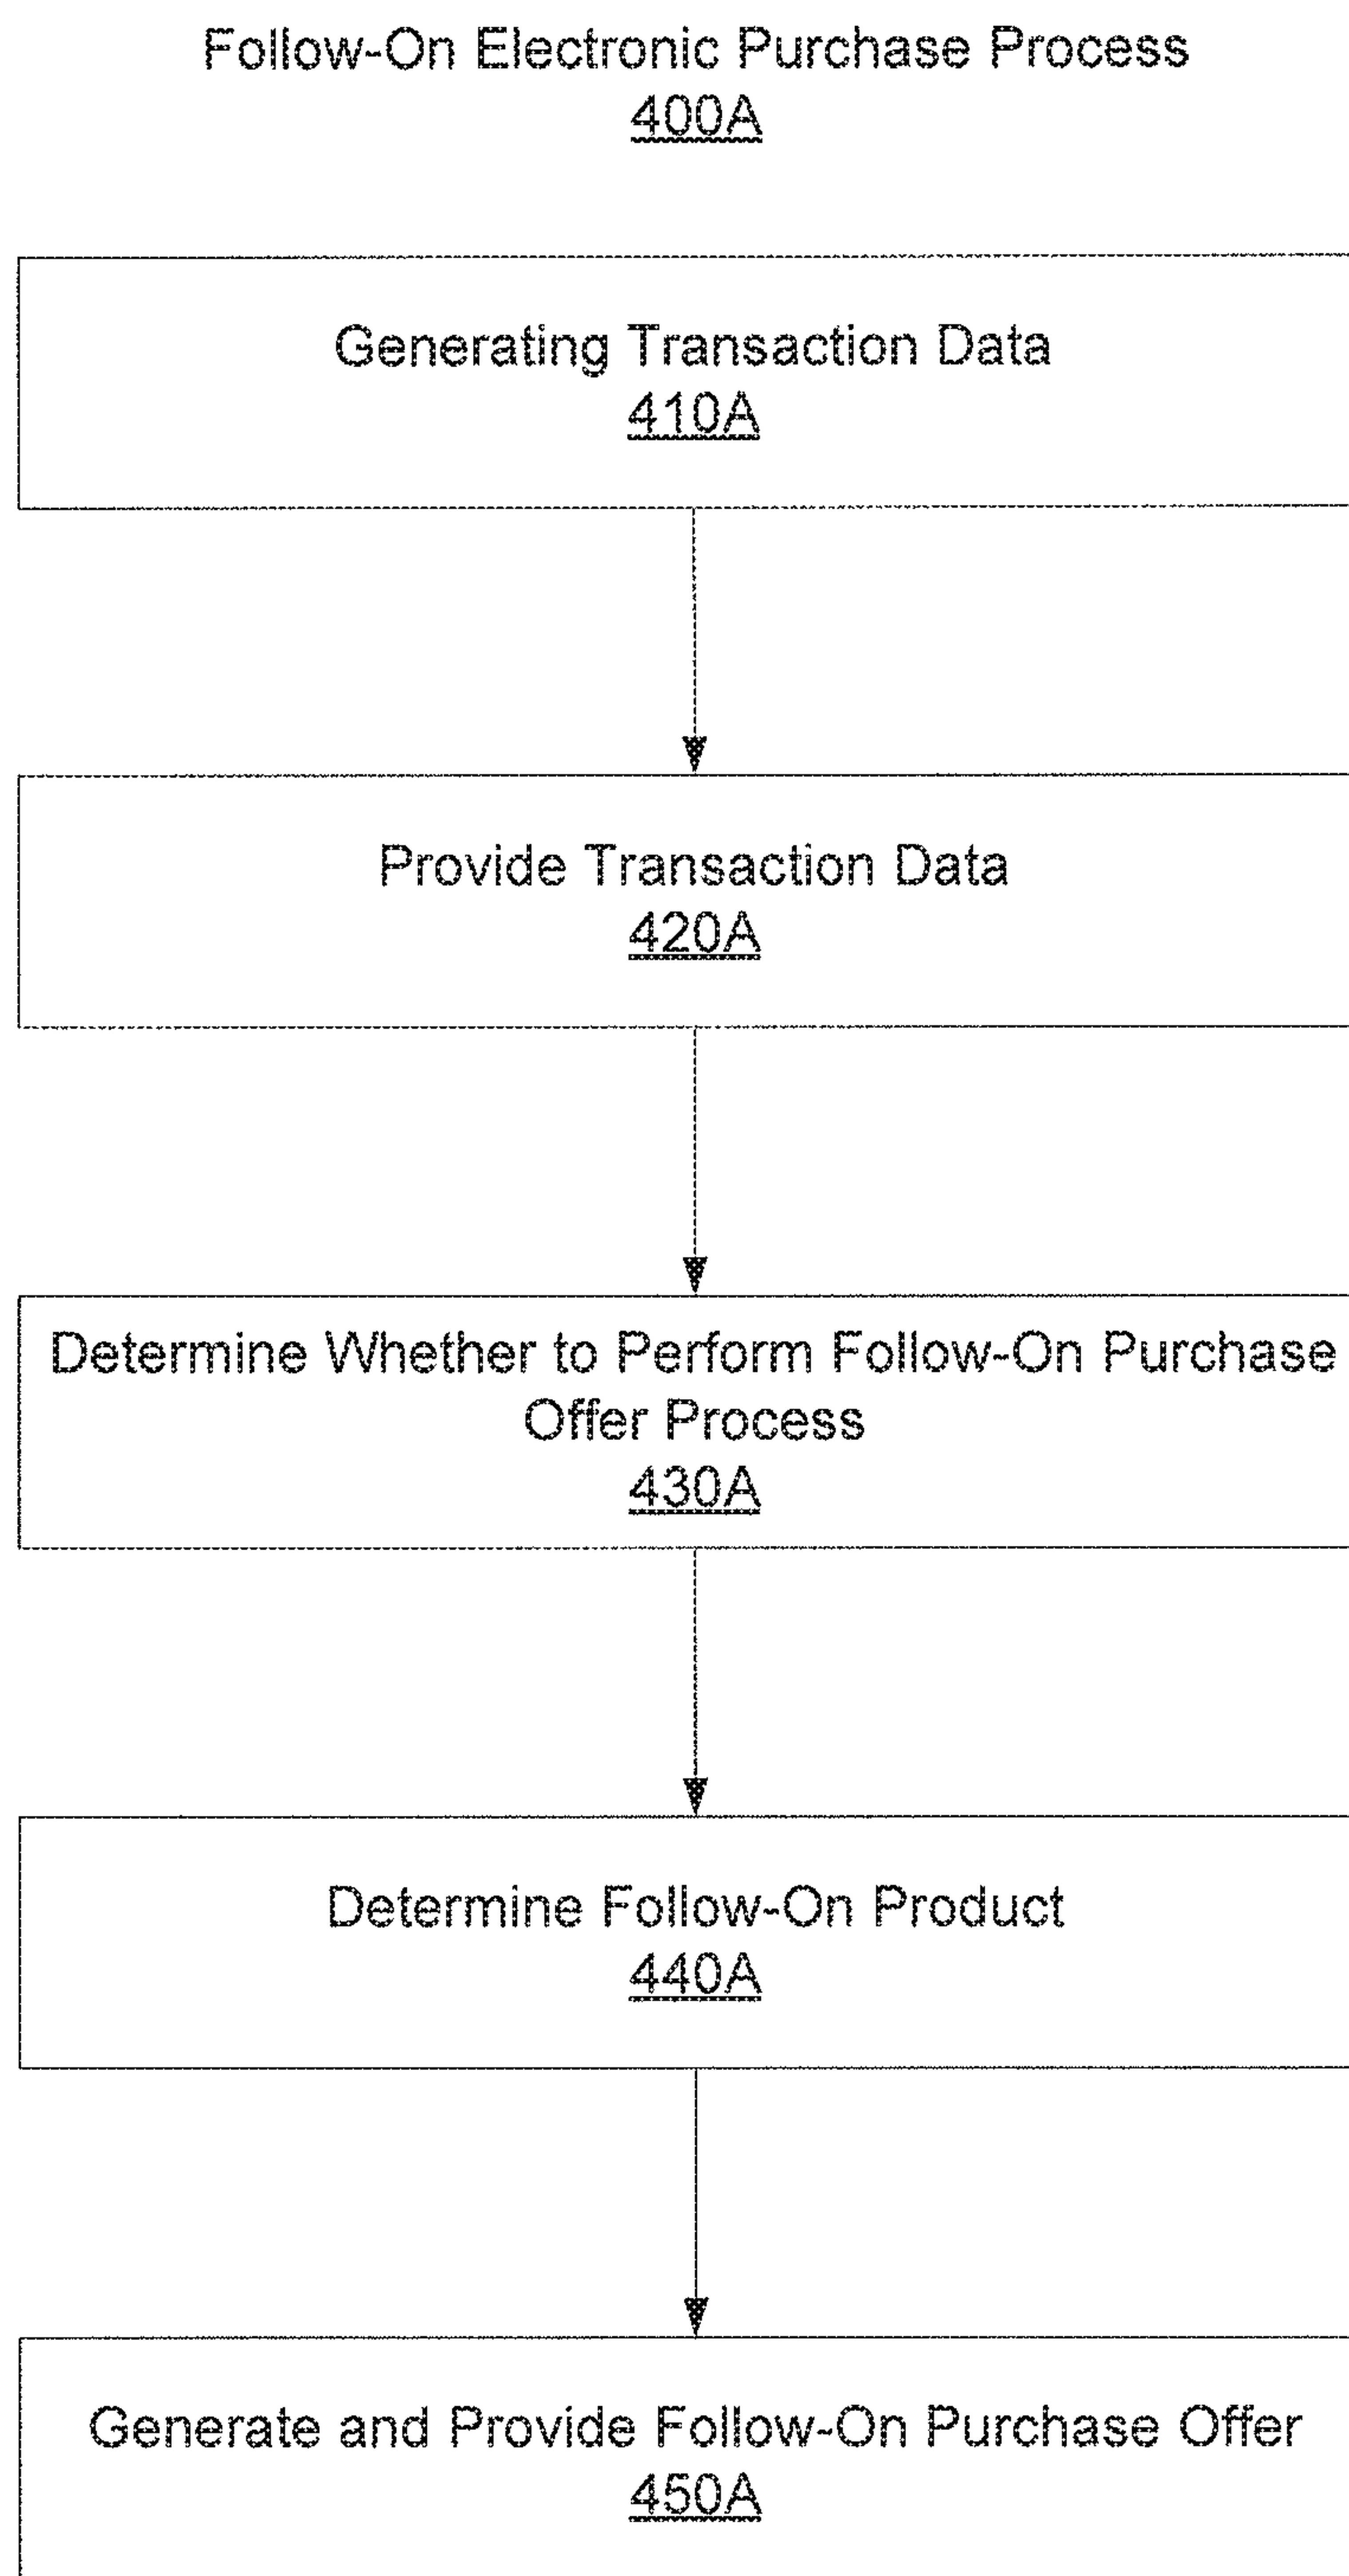 Follow-On Electronic Purchase Process
400A
Generating Transaction Data
410A
Provide Transaction Data
420A
Determine Whether to Perform Follow-On Purchase
Offer Process
430A
Determine Follow-On Product
440A
Generate and Provide Follow-On Purchase Offer
450A